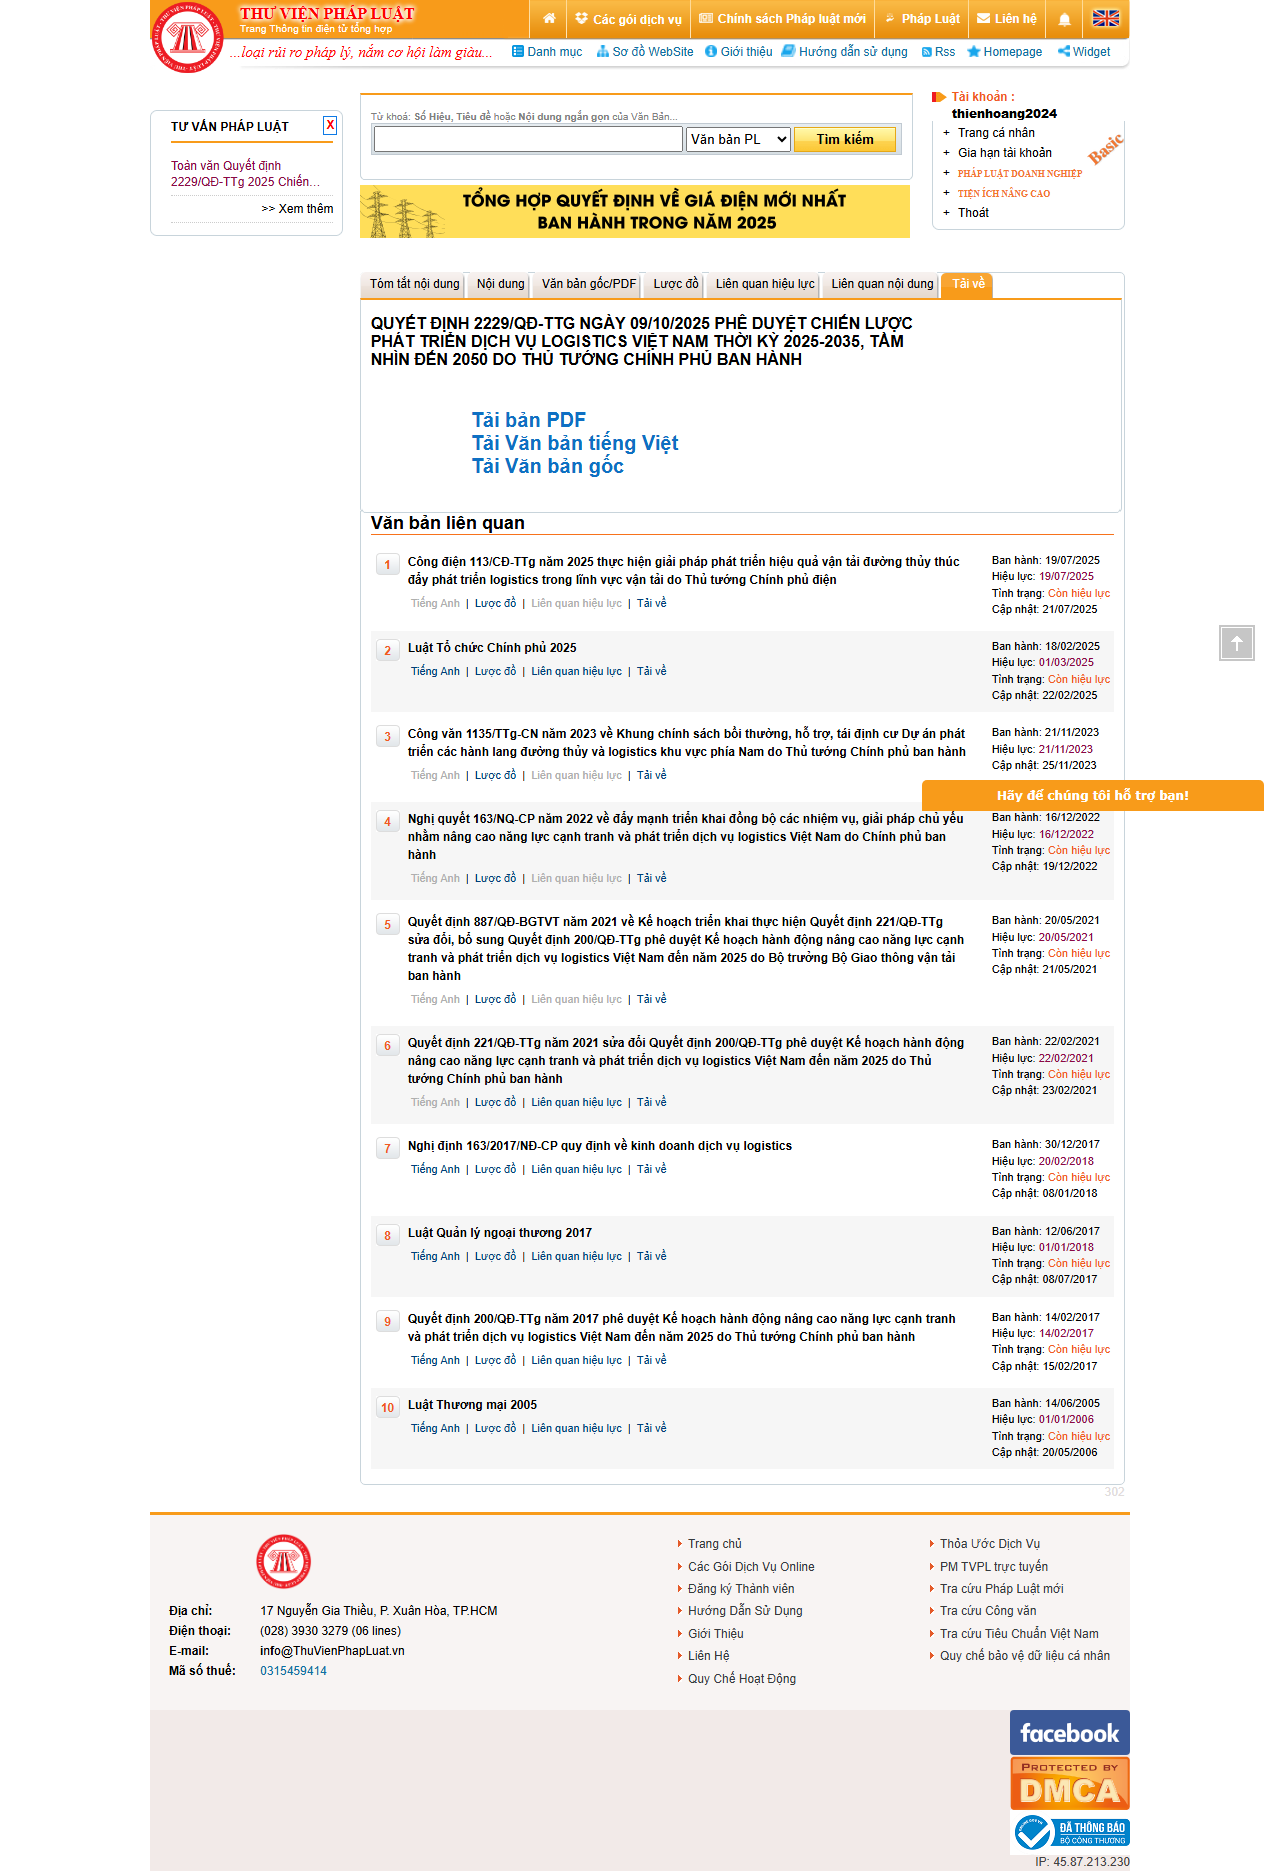 THƯ VIỆN PHÁP LUẬT
Trang Thông tin điện tử tổng hợp
Các gói dịch vụ
Chính sách Pháp luật mới
Pháp Luật
Liên hệ
...loại rủi ro pháp lý, nắm cơ hội làm giàu...
Danh mục
Sơ đồ WebSite
Giới thiệu
Hướng dẫn sử dụng
Rss
Homepage
Widget
TƯ VẤN PHÁP LUẬT
X
Toàn văn Quyết định
2229/QĐ-TTg 2025 Chiến...
>> Xem thêm
Từ khoá: Số Hiệu, Tiêu đề hoặc Nội dung ngắn gọn của Văn Bản...
Văn bản PL
Tìm kiếm
TỔNG HỢP QUYẾT ĐỊNH VỀ GIÁ ĐIỆN MỚI NHẤT
BAN HÀNH TRONG NĂM 2025
Tài khoản :
thienhoang2024
+ Trang cá nhân
+ Gia hạn tài khoản
+ PHÁP LUẬT DOANH NGHIỆP
+ TIỆN ÍCH NÂNG CAO
+ Thoát
Basic
Tóm tắt nội dung
Nội dung
Văn bản gốc/PDF
Lược đồ
Liên quan hiệu lực
Liên quan nội dung
Tải về
QUYẾT ĐỊNH 2229/QĐ-TTG NGÀY 09/10/2025 PHÊ DUYỆT CHIẾN LƯỢC
PHÁT TRIỂN DỊCH VỤ LOGISTICS VIỆT NAM THỜI KỲ 2025-2035, TẦM
NHÌN ĐẾN 2050 DO THỦ TƯỚNG CHÍNH PHỦ BAN HÀNH
Tải bản PDF
Tải Văn bản tiếng Việt
Tải Văn bản gốc
Văn bản liên quan
1
Công điện 113/CĐ-TTg năm 2025 thực hiện giải pháp phát triển hiệu quả vận tải đường thủy thúc
đẩy phát triển logistics trong lĩnh vực vận tải do Thủ tướng Chính phủ điện
Tiếng Anh | Lược đồ | Liên quan hiệu lực | Tải về
Ban hành: 19/07/2025
Hiệu lực: 19/07/2025
Tình trạng: Còn hiệu lực
Cập nhật: 21/07/2025
2
Luật Tổ chức Chính phủ 2025
Tiếng Anh | Lược đồ | Liên quan hiệu lực | Tải về
Ban hành: 18/02/2025
Hiệu lực: 01/03/2025
Tình trạng: Còn hiệu lực
Cập nhật: 22/02/2025
3
Công văn 1135/TTg-CN năm 2023 về Khung chính sách bồi thường, hỗ trợ, tái định cư Dự án phát
triển các hành lang đường thủy và logistics khu vực phía Nam do Thủ tướng Chính phủ ban hành
Tiếng Anh | Lược đồ | Liên quan hiệu lực | Tải về
Ban hành: 21/11/2023
Hiệu lực: 21/11/2023
Cập nhật: 25/11/2023
Hãy để chúng tôi hỗ trợ bạn!
4
Nghị quyết 163/NQ-CP năm 2022 về đẩy mạnh triển khai đồng bộ các nhiệm vụ, giải pháp chủ yếu
nhằm nâng cao năng lực cạnh tranh và phát triển dịch vụ logistics Việt Nam do Chính phủ ban
hành
Tiếng Anh | Lược đồ | Liên quan hiệu lực | Tải về
Ban hành: 16/12/2022
Hiệu lực: 16/12/2022
Tình trạng: Còn hiệu lực
Cập nhật: 19/12/2022
5
Quyết định 887/QĐ-BGTVT năm 2021 về Kế hoạch triển khai thực hiện Quyết định 221/QĐ-TTg
sửa đổi, bổ sung Quyết định 200/QĐ-TTg phê duyệt Kế hoạch hành động nâng cao năng lực cạnh
tranh và phát triển dịch vụ logistics Việt Nam đến năm 2025 do Bộ trưởng Bộ Giao thông vận tải
ban hành
Tiếng Anh | Lược đồ | Liên quan hiệu lực | Tải về
Ban hành: 20/05/2021
Hiệu lực: 20/05/2021
Tình trạng: Còn hiệu lực
Cập nhật: 21/05/2021
6
Quyết định 221/QĐ-TTg năm 2021 sửa đổi Quyết định 200/QĐ-TTg phê duyệt Kế hoạch hành động
nâng cao năng lực cạnh tranh và phát triển dịch vụ logistics Việt Nam đến năm 2025 do Thủ
tướng Chính phủ ban hành
Tiếng Anh | Lược đồ | Liên quan hiệu lực | Tải về
Ban hành: 22/02/2021
Hiệu lực: 22/02/2021
Tình trạng: Còn hiệu lực
Cập nhật: 23/02/2021
7
Nghị định 163/2017/NĐ-CP quy định về kinh doanh dịch vụ logistics
Tiếng Anh | Lược đồ | Liên quan hiệu lực | Tải về
Ban hành: 30/12/2017
Hiệu lực: 20/02/2018
Tình trạng: Còn hiệu lực
Cập nhật: 08/01/2018
8
Luật Quản lý ngoại thương 2017
Tiếng Anh | Lược đồ | Liên quan hiệu lực | Tải về
Ban hành: 12/06/2017
Hiệu lực: 01/01/2018
Tình trạng: Còn hiệu lực
Cập nhật: 08/07/2017
9
Quyết định 200/QĐ-TTg năm 2017 phê duyệt Kế hoạch hành động nâng cao năng lực cạnh tranh
và phát triển dịch vụ logistics Việt Nam đến năm 2025 do Thủ tướng Chính phủ ban hành
Tiếng Anh | Lược đồ | Liên quan hiệu lực | Tải về
Ban hành: 14/02/2017
Hiệu lực: 14/02/2017
Tình trạng: Còn hiệu lực
Cập nhật: 15/02/2017
10
Luật Thương mại 2005
Tiếng Anh | Lược đồ | Liên quan hiệu lực | Tải về
Ban hành: 14/06/2005
Hiệu lực: 01/01/2006
Tình trạng: Còn hiệu lực
Cập nhật: 20/05/2006
302
Địa chỉ: 17 Nguyễn Gia Thiều, P. Xuân Hòa, TP.HCM
Điện thoại: (028) 3930 3279 (06 lines)
E-mail: info@ThuVienPhapLuat.vn
Mã số thuế: 0315459414
Trang chủ
Các Gói Dịch Vụ Online
Đăng ký Thành viên
Hướng Dẫn Sử Dụng
Giới Thiệu
Liên Hệ
Quy Chế Hoạt Động
Thỏa Ước Dịch Vụ
PM TVPL trực tuyến
Tra cứu Pháp Luật mới
Tra cứu Công văn
Tra cứu Tiêu Chuẩn Việt Nam
Quy chế bảo vệ dữ liệu cá nhân
facebook
PROTECTED BY
DMCA
ĐÃ THÔNG BÁO
BỘ CÔNG THƯƠNG
IP: 45.87.213.230